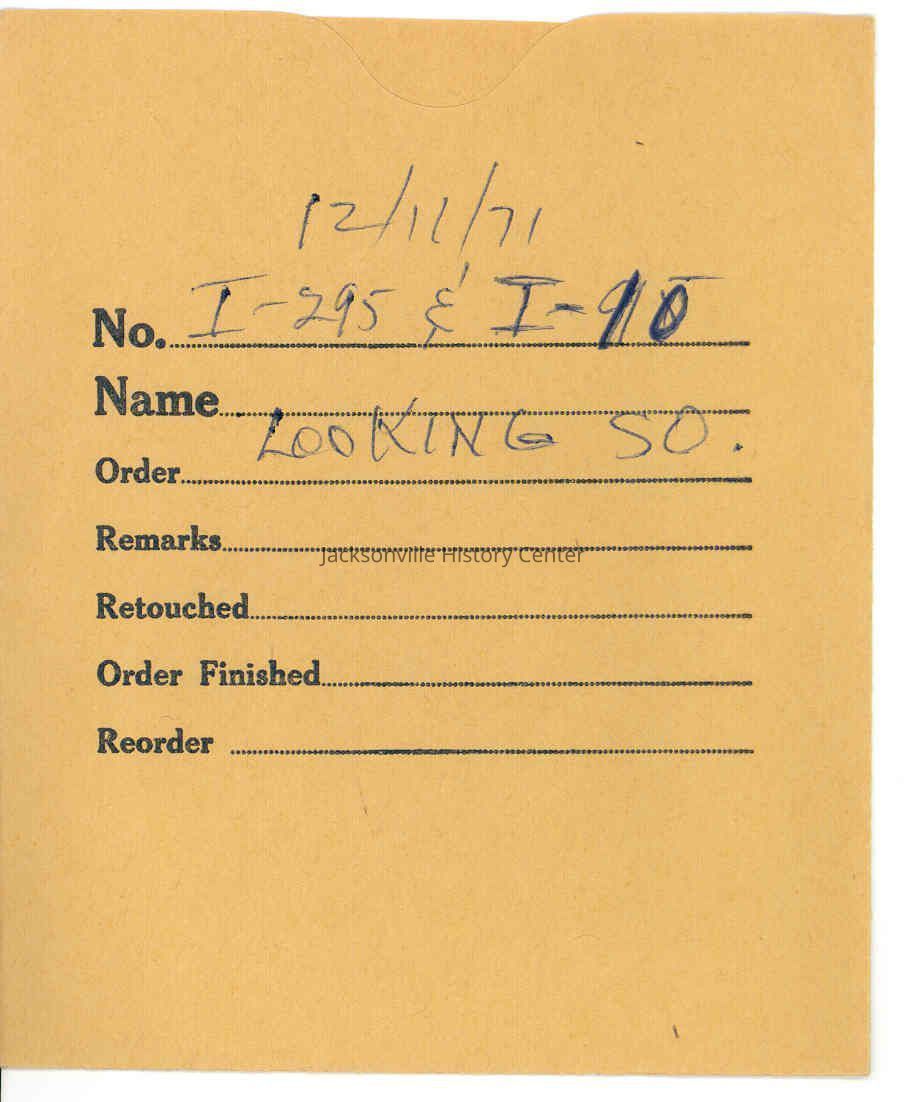 12/11/71
No. I-295 & I-10
Name
LOOKING SO.
Order
Remarks
Jacksonville History Center
Retouched
Order Finished
Reorder